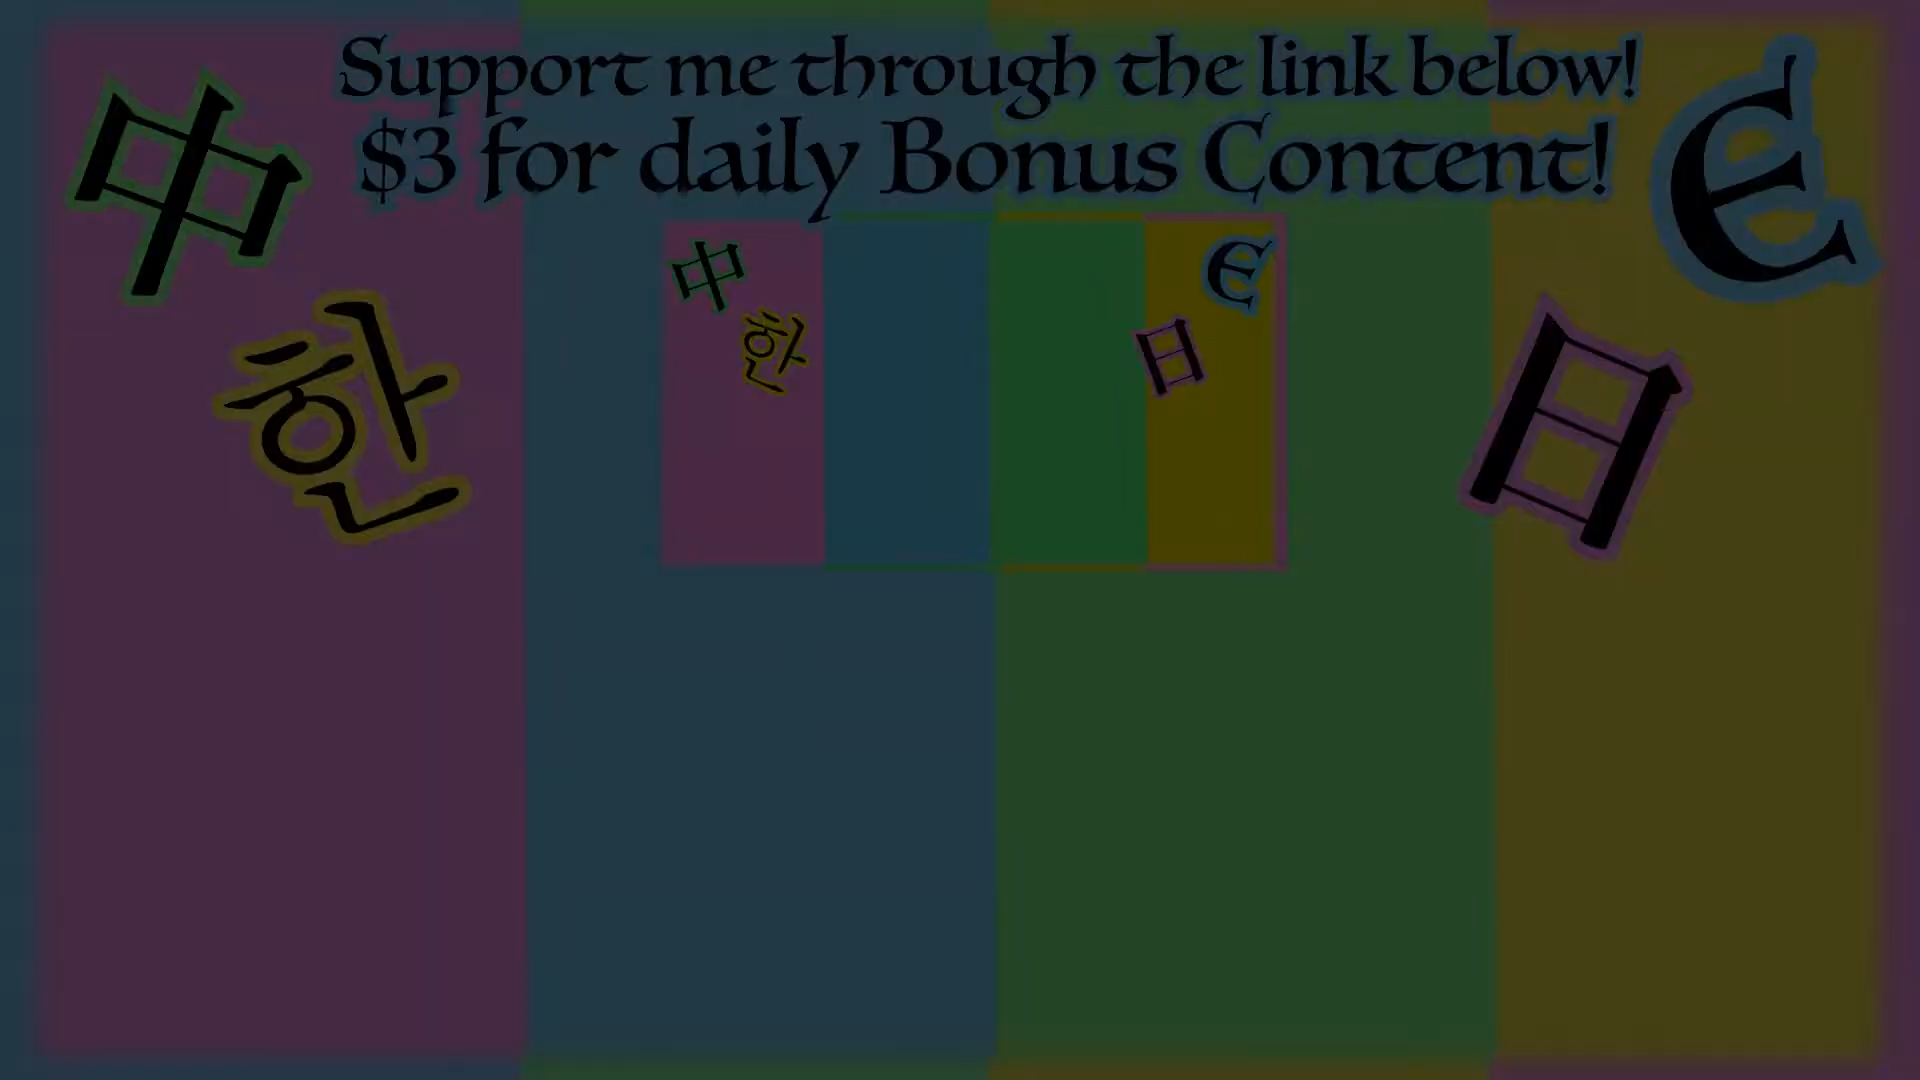 Support me through the link below!
$3 for daily Bonus Content!
中
E
한
日
中
E
한
日